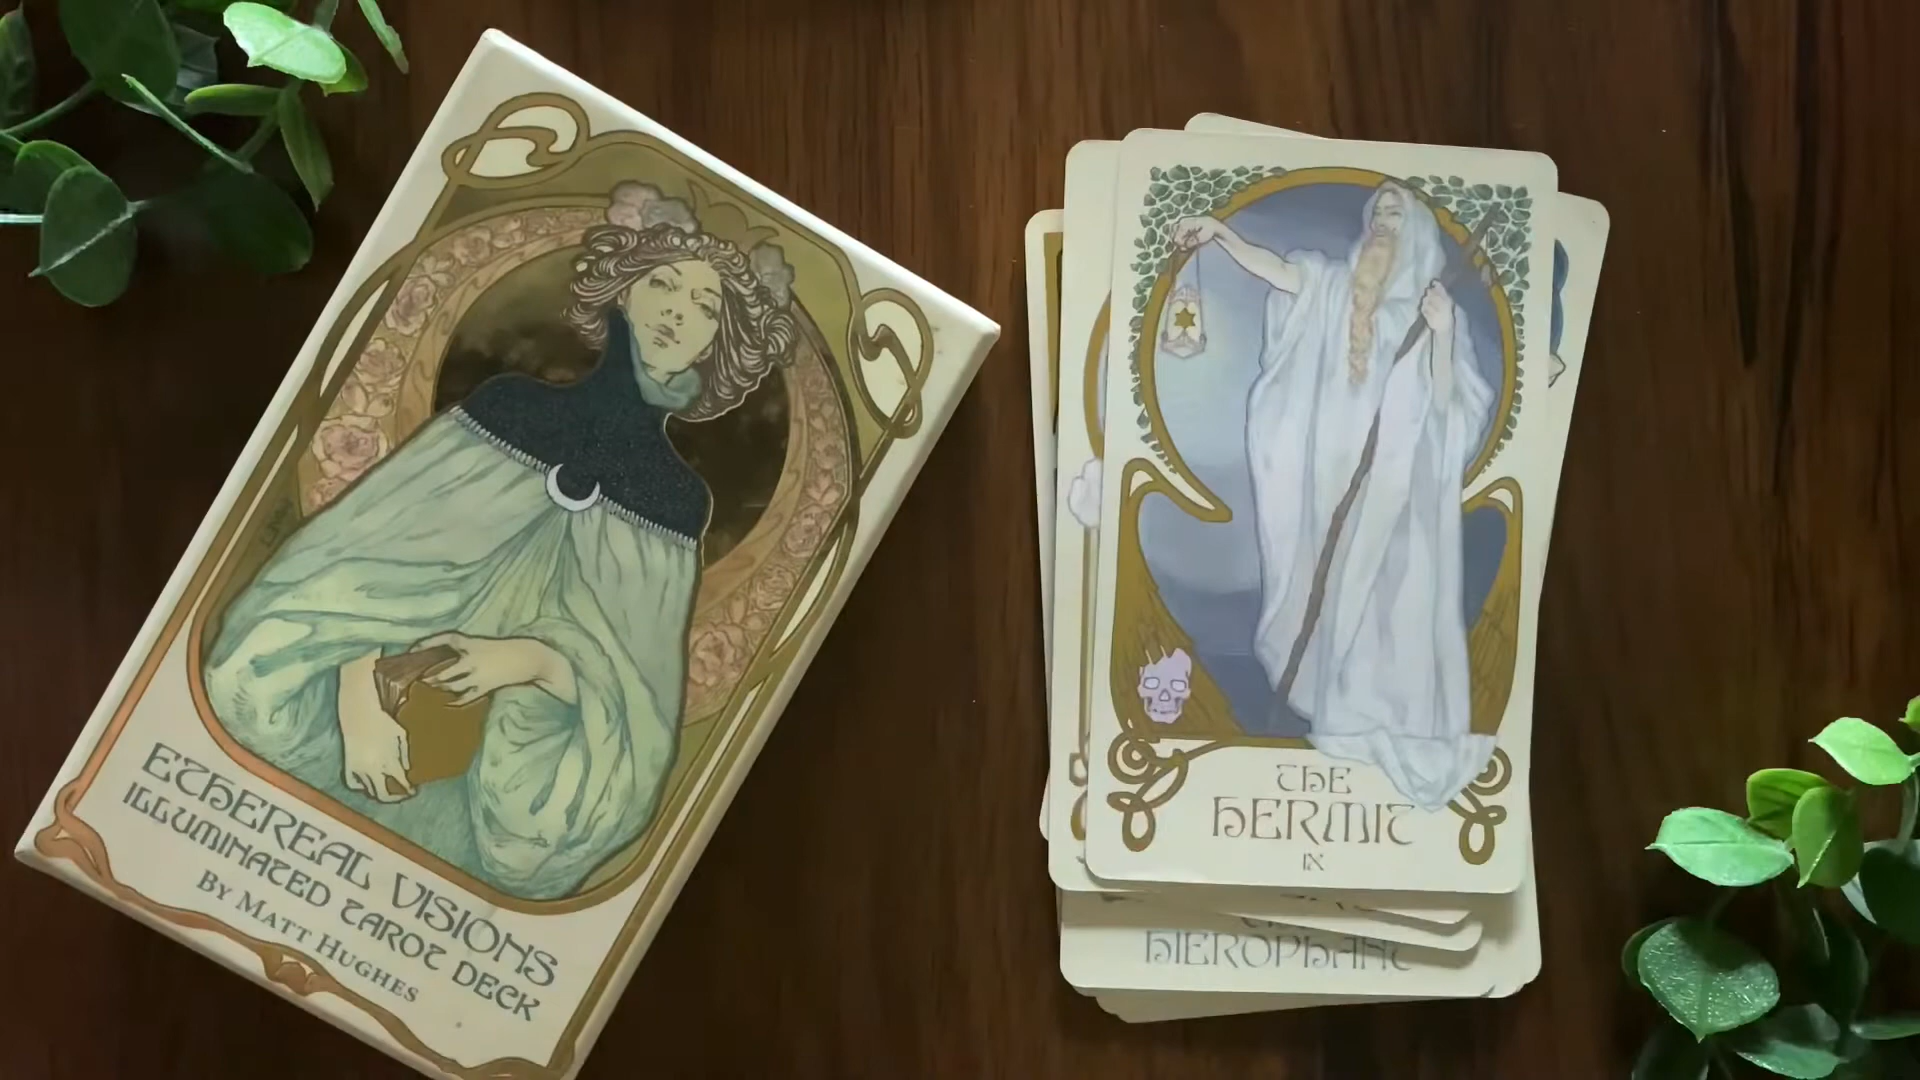 ETHEREAL VISIONS
ILLUMINATED TAROT DECK
BY MATT HUGHES
THE
HERMIT
IX
HIEROPHANT